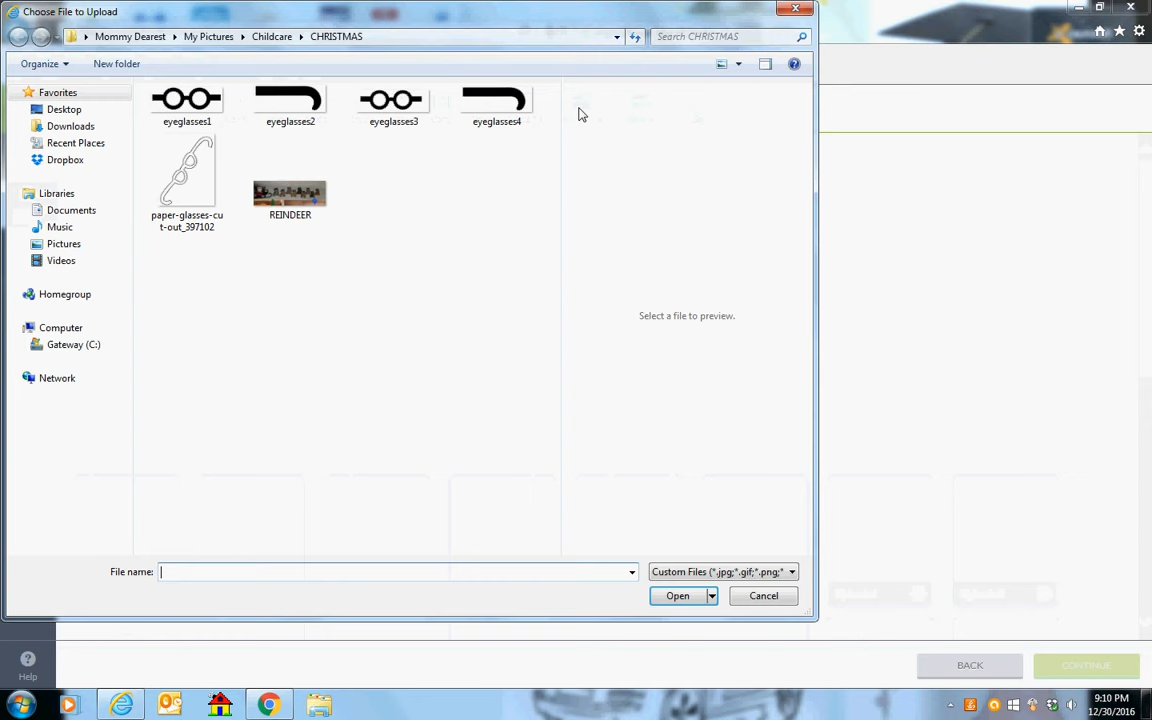 Choose File to Upload
Mommy Dearest
My Pictures
Childcare
CHRISTMAS
Search CHRISTMAS
Organize
New folder
Favorites
Desktop
Downloads
Recent Places
Dropbox
Libraries
Documents
Music
Pictures
Videos
Homegroup
Computer
Gateway (C:)
Network
eyeglasses1
eyeglasses2
eyeglasses3
eyeglasses4
paper-glasses-cu
t-out_397102
REINDEER
Select a file to preview.
File name:
Custom Files (*.jpg;*.gif;*.png;*
Open
Cancel
Help
BACK
CONTINUE
9:10 PM
12/30/2016